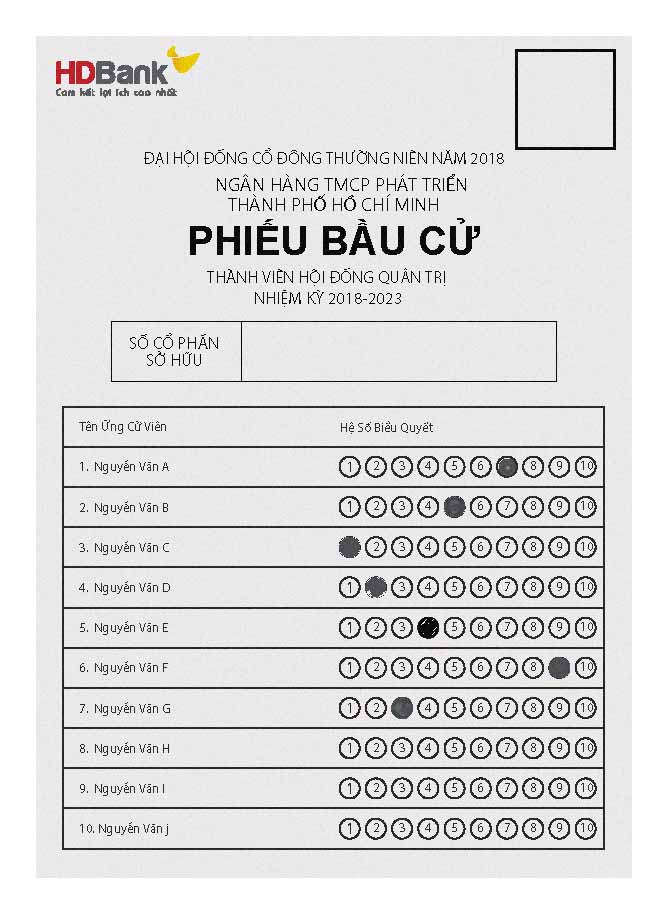 HDBank
Cam kết lợi ích cao nhất
ĐẠI HỘI ĐỒNG CỔ ĐÔNG THƯỜNG NIÊN NĂM 2018
NGÂN HÀNG TMCP PHÁT TRIỂN
THÀNH PHỐ HỒ CHÍ MINH
PHIẾU BẦU CỬ
THÀNH VIÊN HỘI ĐỒNG QUẢN TRỊ
NHIỆM KỲ 2018-2023
SỐ CỔ PHẦN
SỞ HỮU
Tên Ứng Cử Viên Hệ Số Biểu Quyết
1. Nguyễn Văn A 1 2 3 4 5 6 8 9 10
2. Nguyễn Văn B 1 2 3 4 6 7 8 9 10
3. Nguyễn Văn C 2 3 4 5 6 7 8 9 10
4. Nguyễn Văn D 1 3 4 5 6 7 8 9 10
5. Nguyễn Văn E 1 2 3 5 6 7 8 9 10
6. Nguyễn Văn F 1 2 3 4 5 6 7 8 10
7. Nguyễn Văn G 1 2 4 5 6 7 8 9 10
8. Nguyễn Văn H 1 2 3 4 5 6 7 8 9 10
9. Nguyễn Văn I 1 2 3 4 5 6 7 8 9 10
10. Nguyễn Văn j 1 2 3 4 5 6 7 8 9 10